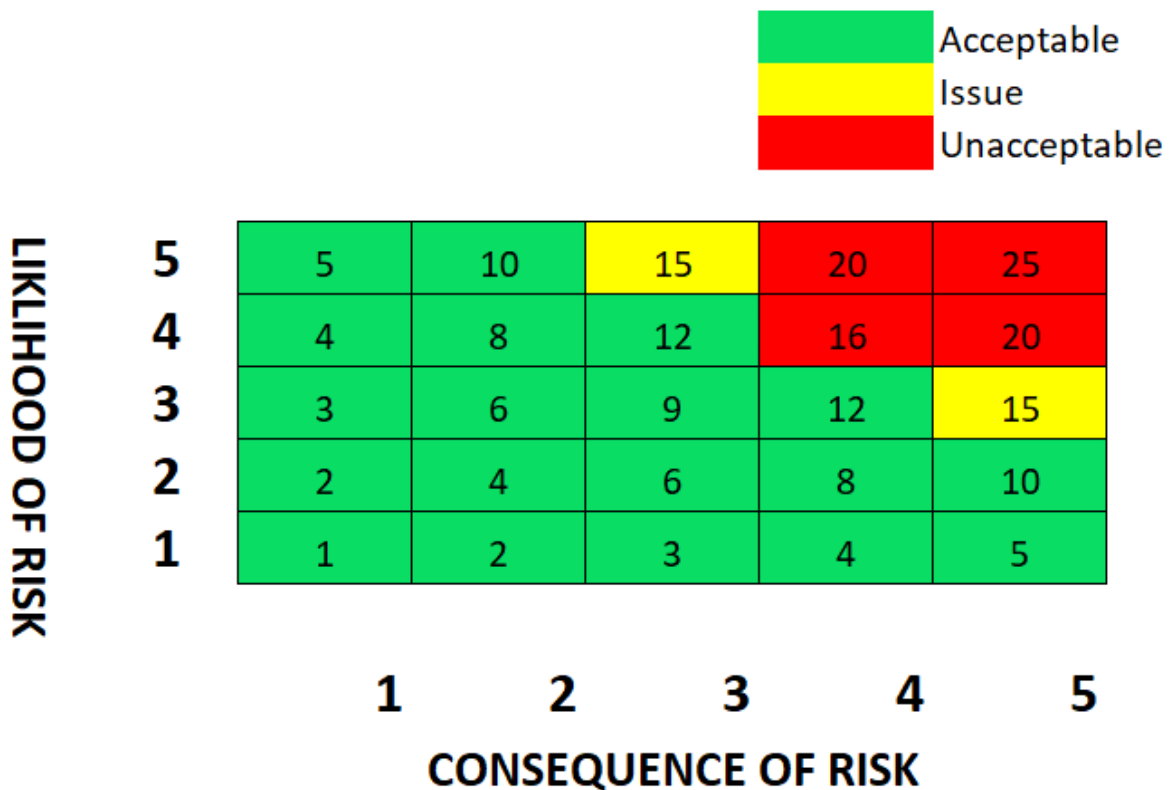 Acceptable
Issue
Unacceptable
LIKLIHOOD OF RISK
5 5 10 15 20 25
4 4 8 12 16 20
3 3 6 9 12 15
2 2 4 6 8 10
1 1 2 3 4 5
1 2 3 4 5
CONSEQUENCE OF RISK